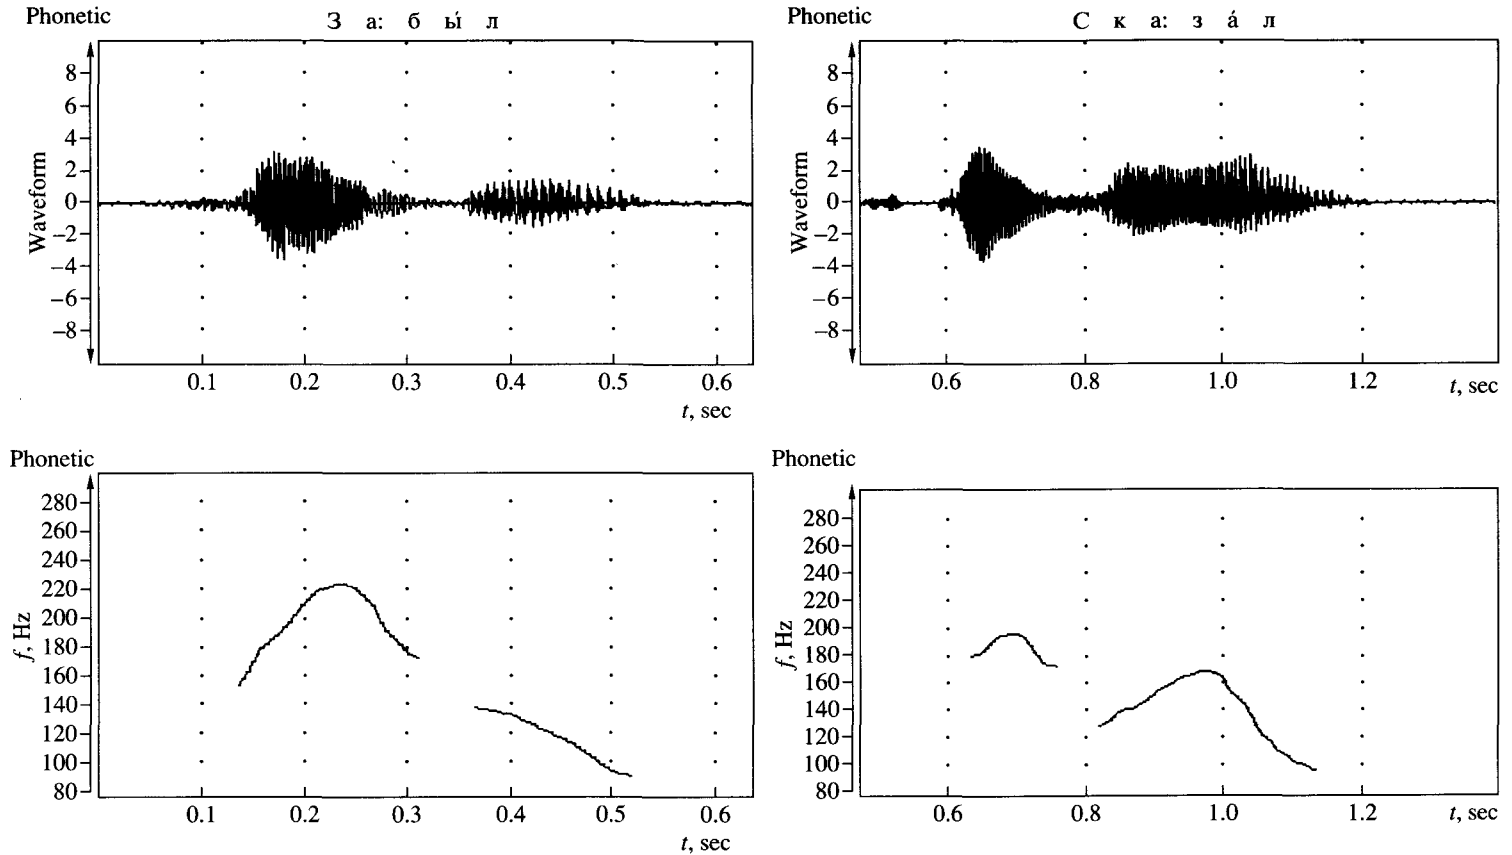 Phonetic З а: б ы́ л
8
6
4
2
0
–2
–4
–6
–8
Waveform
0.1 0.2 0.3 0.4 0.5 0.6
t, sec
Phonetic С к а: з а́ л
8
6
4
2
0
–2
–4
–6
–8
Waveform
0.6 0.8 1.0 1.2 t, sec
Phonetic
280
260
240
220
200
180
160
140
120
100
80
f, Hz
0.1 0.2 0.3 0.4 0.5 0.6
t, sec
Phonetic
280
260
240
220
200
180
160
140
120
100
80
f, Hz
0.6 0.8 1.0 1.2 t, sec